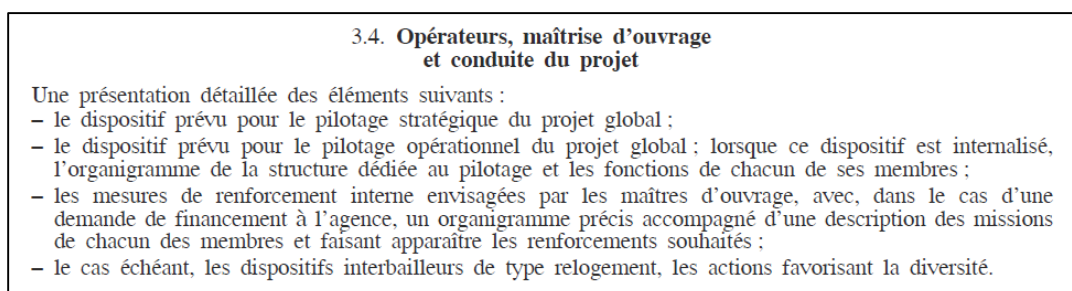 3.4. Opérateurs, maîtrise d’ouvrage
et conduite du projet
Une présentation détaillée des éléments suivants :
– le dispositif prévu pour le pilotage stratégique du projet global ;
– le dispositif prévu pour le pilotage opérationnel du projet global ; lorsque ce dispositif est internalisé,
l’organigramme de la structure dédiée au pilotage et les fonctions de chacun de ses membres ;
– les mesures de renforcement interne envisagées par les maîtres d’ouvrage, avec, dans le cas d’une
demande de financement à l’agence, un organigramme précis accompagné d’une description des missions
de chacun des membres et faisant apparaître les renforcements souhaités ;
– le cas échéant, les dispositifs interbailleurs de type relogement, les actions favorisant la diversité.